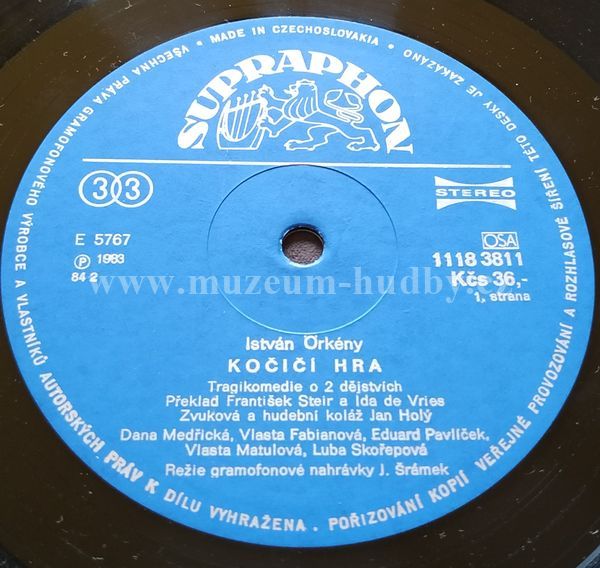 VŠECHNA PRÁVA GRAMOFONOVÉHO VÝROBCE A VLASTNÍKŮ AUTORSKÝCH PRÁV K DÍLU VYHRAŽENA . POŘIZOVÁNÍ KOPIÍ VEŘEJNÉ PROVOZOVÁNÍ A ROZHLASOVÉ ŠÍŘENÍ TÉTO DESKY JE ZAKÁZÁNO
• MADE IN CZECHOSLOVAKIA •
SUPRAPHON
33
STEREO
E 5767
OSA
℗ 1983
1118 3811
84 2
Kčs 36,-
www.muzeum-hudby.cz
1. strana
István Örkény
KOČIČÍ HRA
Tragikomedie o 2 dějstvích
Překlad František Stier a Ida de Vries
Zvuková a hudební koláž Jan Holý
Dana Medřická, Vlasta Fabianová, Eduard Pavlíček,
Vlasta Matulová, Luba Skořepová
Režie gramofonové nahrávky J. Šrámek